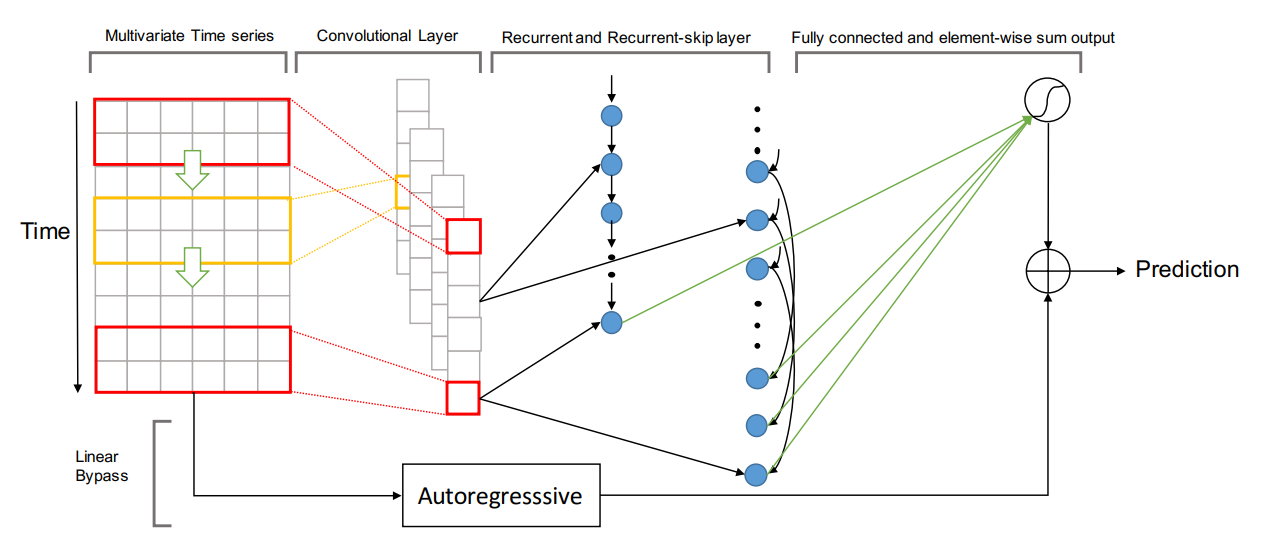 Multivariate Time series
Convolutional Layer
Recurrent and Recurrent-skip layer
Fully connected and element-wise sum output
Time
Prediction
Linear
Bypass
Autoregresssive